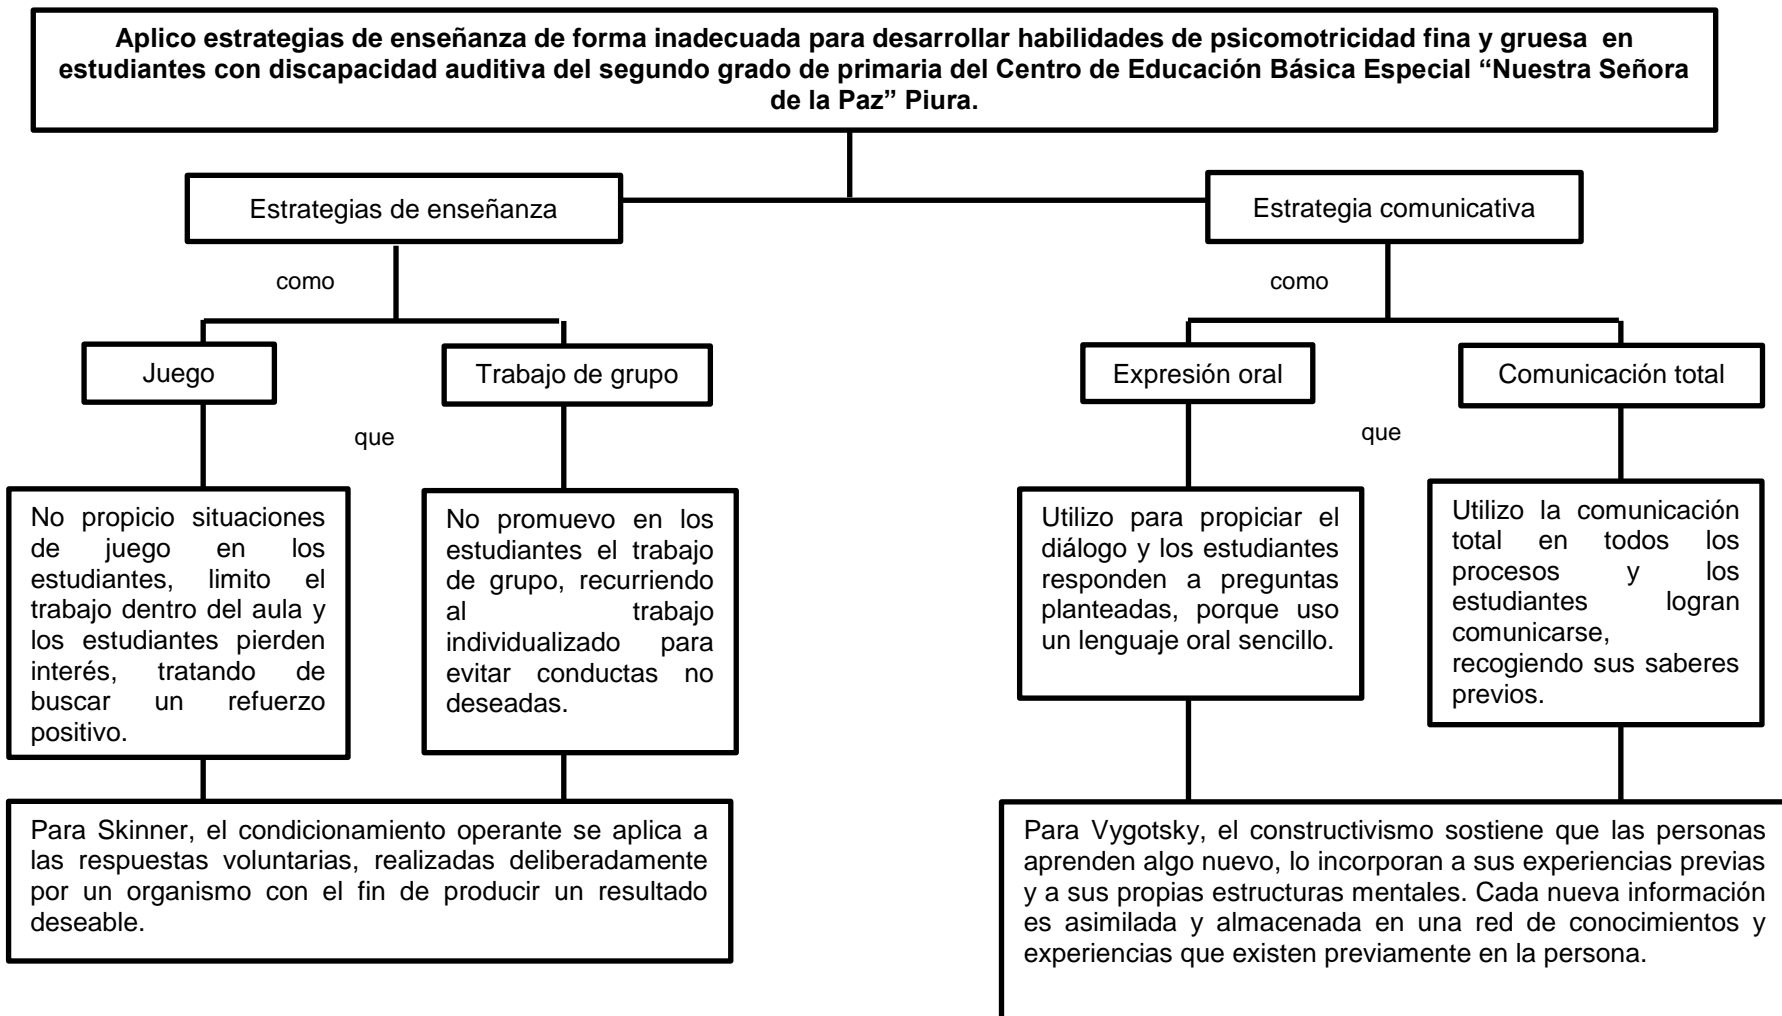 Aplico estrategias de enseñanza de forma inadecuada para desarrollar habilidades de psicomotricidad fina y gruesa en
estudiantes con discapacidad auditiva del segundo grado de primaria del Centro de Educación Básica Especial “Nuestra Señora
de la Paz” Piura.
Estrategias de enseñanza
Estrategia comunicativa
como
como
Juego
Trabajo de grupo
Expresión oral
Comunicación total
que
que
No propicio situaciones
de juego en los
estudiantes, limito el
trabajo dentro del aula y
los estudiantes pierden
interés, tratando de
buscar un refuerzo
positivo.
No promuevo en los
estudiantes el trabajo
de grupo, recurriendo
al trabajo
individualizado para
evitar conductas no
deseadas.
Utilizo para propiciar el
diálogo y los estudiantes
responden a preguntas
planteadas, porque uso
un lenguaje oral sencillo.
Utilizo la comunicación
total en todos los
procesos y los
estudiantes logran
comunicarse,
recogiendo sus saberes
previos.
Para Skinner, el condicionamiento operante se aplica a
las respuestas voluntarias, realizadas deliberadamente
por un organismo con el fin de producir un resultado
deseable.
Para Vygotsky, el constructivismo sostiene que las personas
aprenden algo nuevo, lo incorporan a sus experiencias previas
y a sus propias estructuras mentales. Cada nueva información
es asimilada y almacenada en una red de conocimientos y
experiencias que existen previamente en la persona.